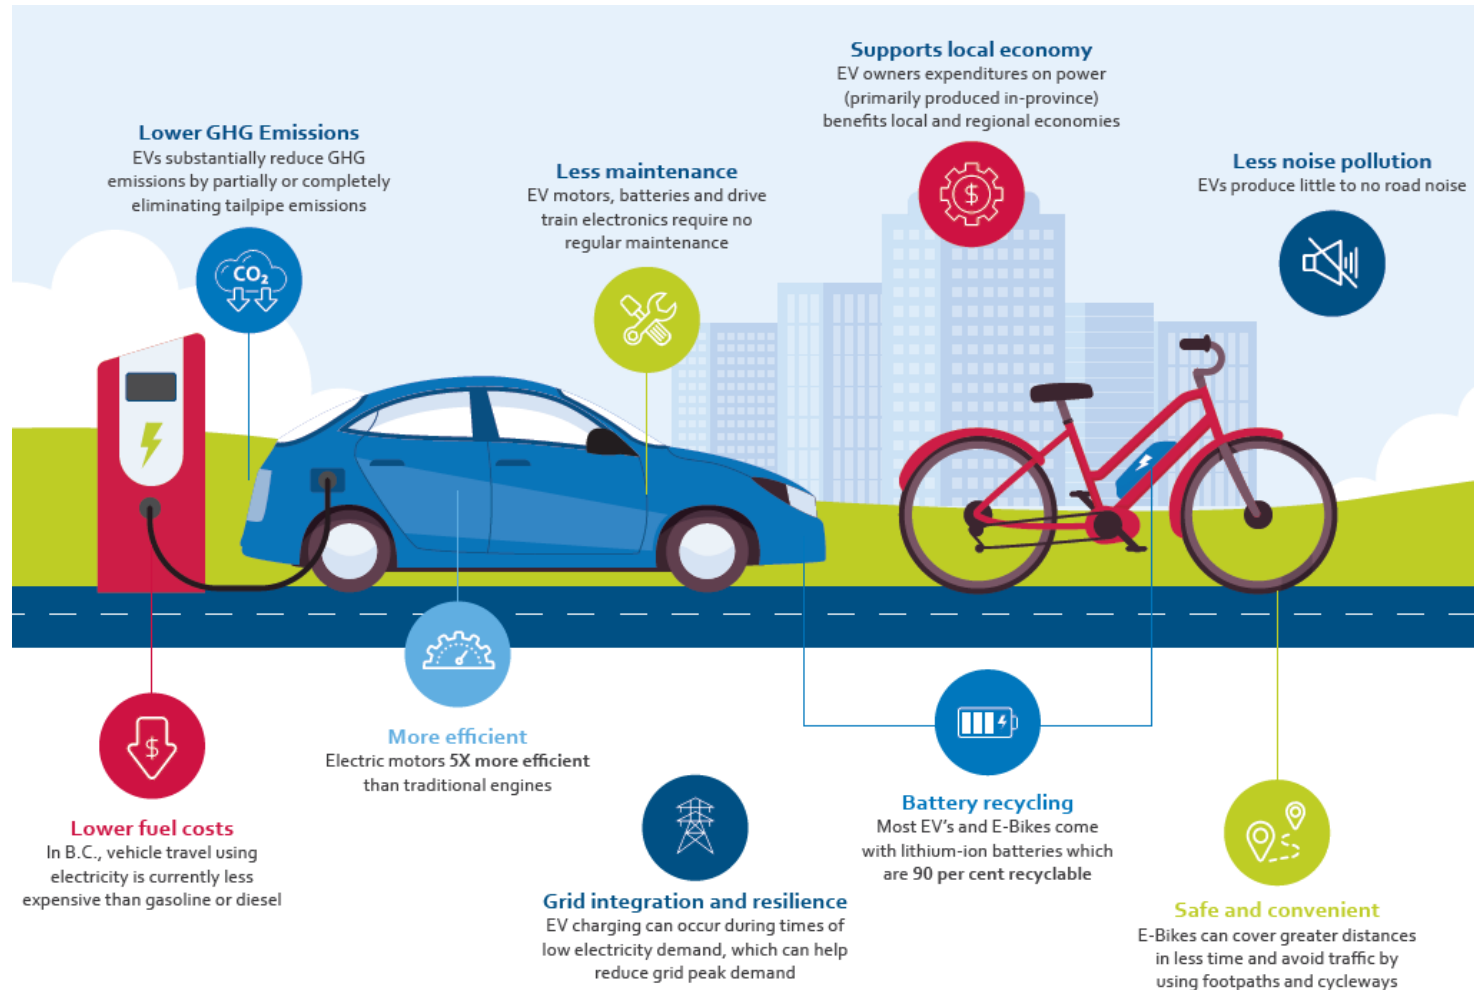 Supports local economy
EV owners expenditures on power
(primarily produced in-province)
benefits local and regional economies
Lower GHG Emissions
EVs substantially reduce GHG
emissions by partially or completely
eliminating tailpipe emissions
Less maintenance
EV motors, batteries and drive
train electronics require no
regular maintenance
Less noise pollution
EVs produce little to no road noise
$
CO₂
$
More efficient
Electric motors 5X more efficient
than traditional engines
Lower fuel costs
In B.C., vehicle travel using
electricity is currently less
expensive than gasoline or diesel
Grid integration and resilience
EV charging can occur during times of
low electricity demand, which can help
reduce grid peak demand
Battery recycling
Most EV's and E-Bikes come
with lithium-ion batteries which
are 90 per cent recyclable
Safe and convenient
E-Bikes can cover greater distances
in less time and avoid traffic by
using footpaths and cycleways